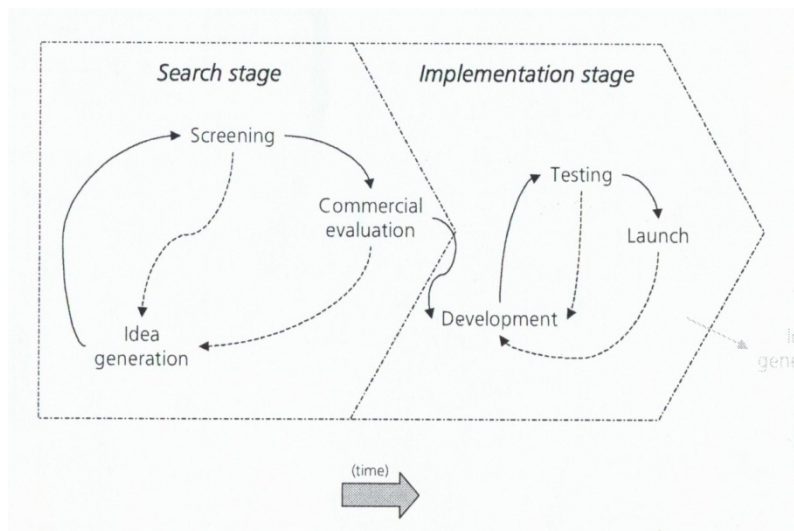 Search stage
Implementation stage
Screening
Testing
Commercial
evaluation
Launch
Development
Idea
generation
(time)